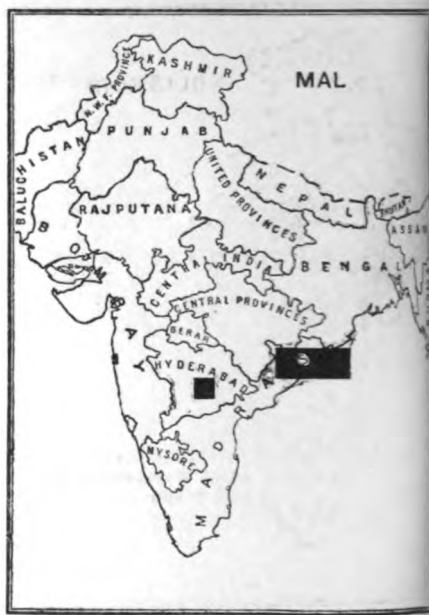 KASHMIR
MAL
N.W.F. PROVINCE
PUNJAB
BALUCHISTAN
UNITED PROVINCES
NEPAL
RAJPUTANA
BHUTAN
ASSAM
BOMBAY
CENTRAL INDIA
BENGAL
CENTRAL PROVINCES
BERAR
HYDERABAD
MADRAS
MYSORE